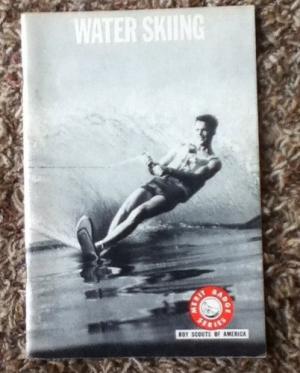 WATER SKIING
MERIT BADGE
SERIES
BOY SCOUTS OF AMERICA